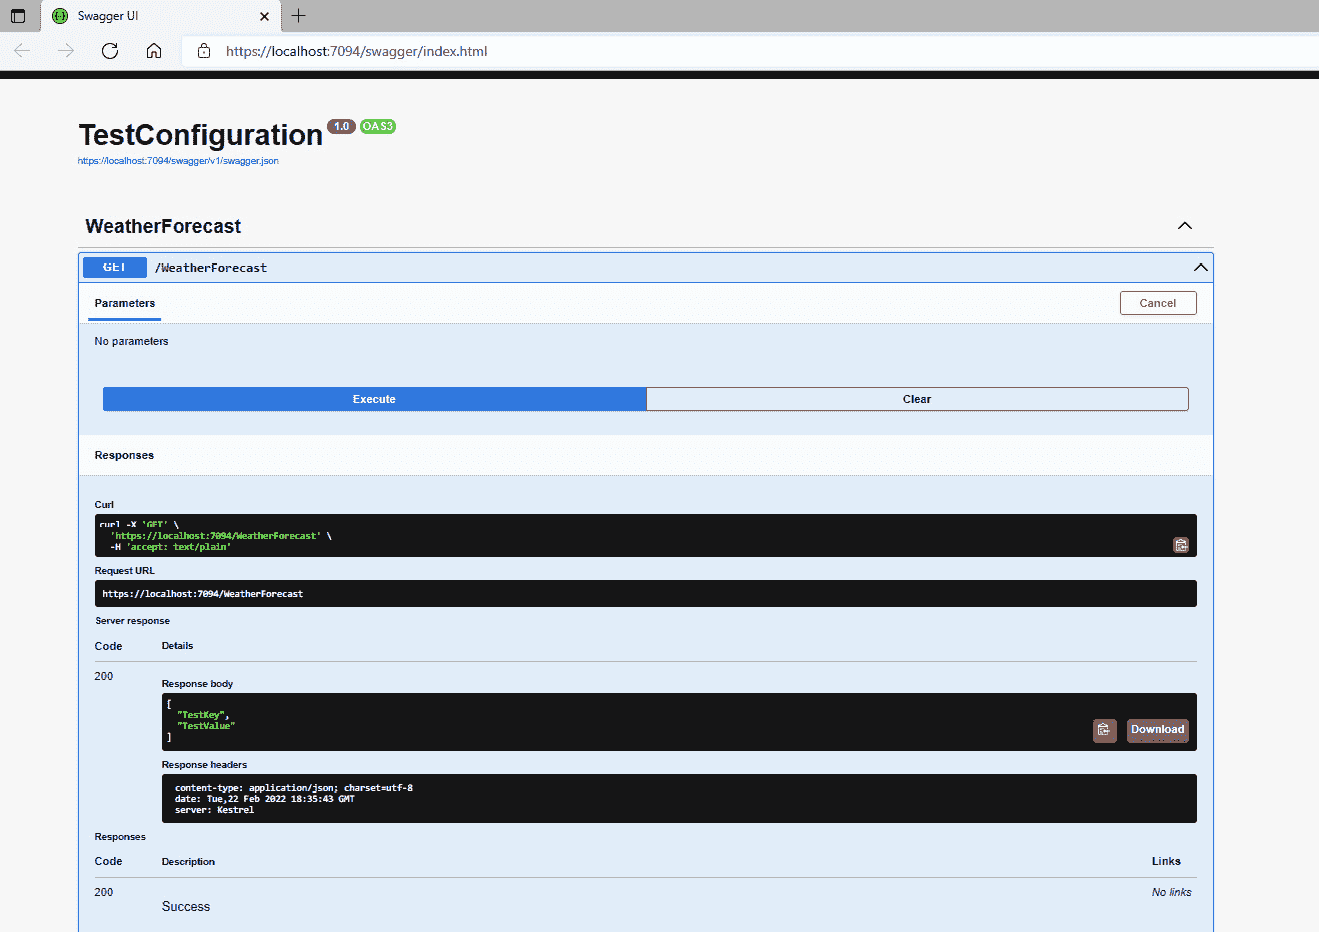 Swagger UI
https://localhost:7094/swagger/index.html
TestConfiguration 1.0 OAS3
https://localhost:7094/swagger/v1/swagger.json
WeatherForecast
GET /WeatherForecast
Parameters Cancel
No parameters
Execute Clear
Responses
Curl
curl -X 'GET' \
'https://localhost:7094/WeatherForecast' \
-H 'accept: text/plain'
Request URL
https://localhost:7094/WeatherForecast
Server response
Code Details
200
Response body
[
"TestKey",
"TestValue"
]
Download
Response headers
content-type: application/json; charset=utf-8
date: Tue,22 Feb 2022 18:35:43 GMT
server: Kestrel
Responses
Code Description Links
200 No links
Success